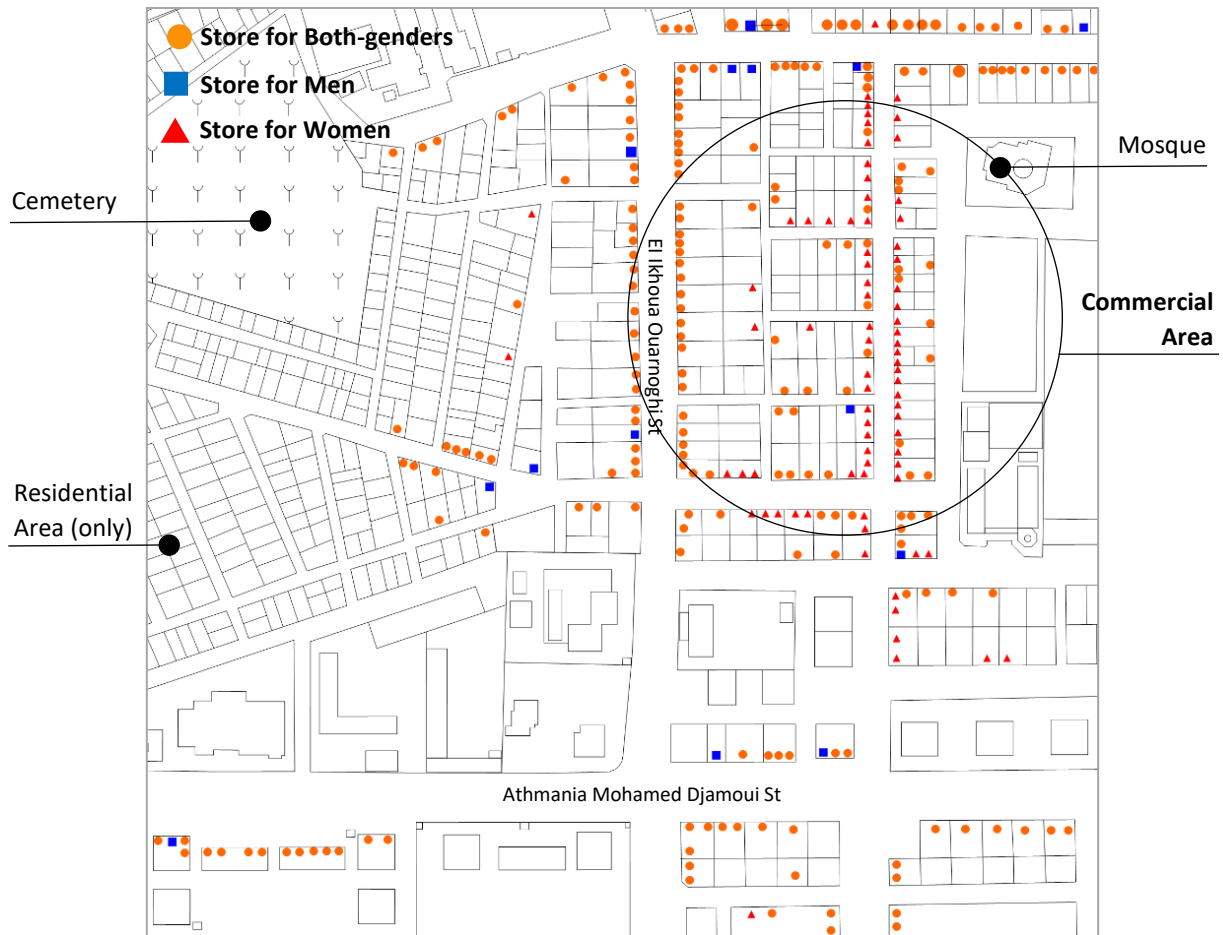 Store for Both-genders
Store for Men
Store for Women
Mosque
Cemetery
El Ikhoua Ouarnoghi St
Commercial
Area
Residential
Area (only)
Athmania Mohamed Djamoui St